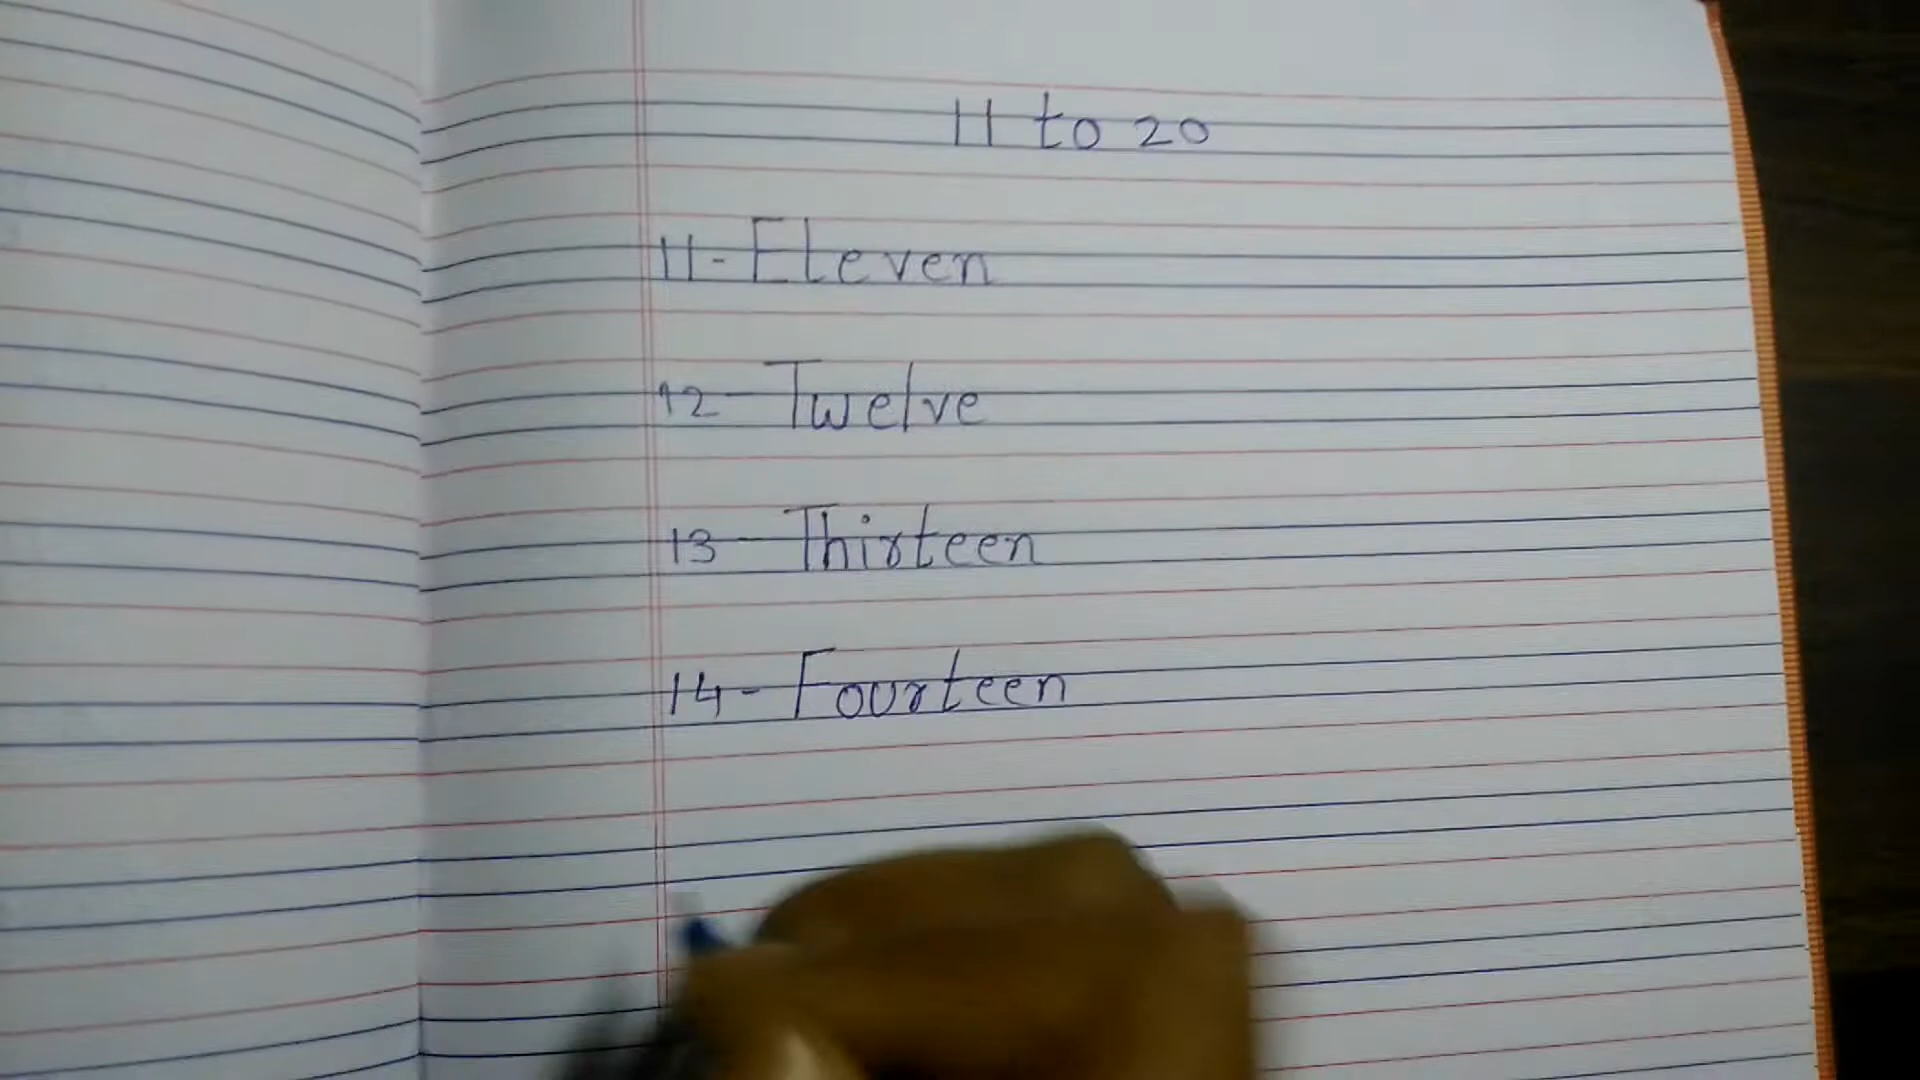 11 to 20
11 - Eleven
12 - Twelve
13 - Thirteen
14 - Fourteen